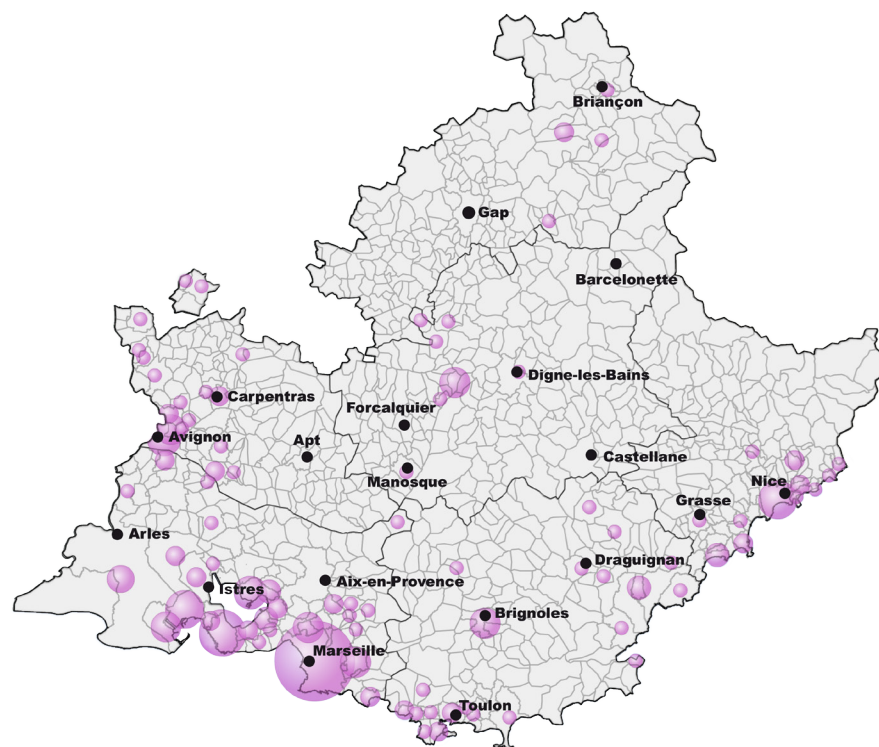 Briançon
Gap
Barcelonette
Digne-les-Bains
Carpentras
Forcalquier
Avignon
Apt
Castellane
Manosque
Nice
Grasse
Arles
Draguignan
Aix-en-Provence
Istres
Brignoles
Marseille
Toulon